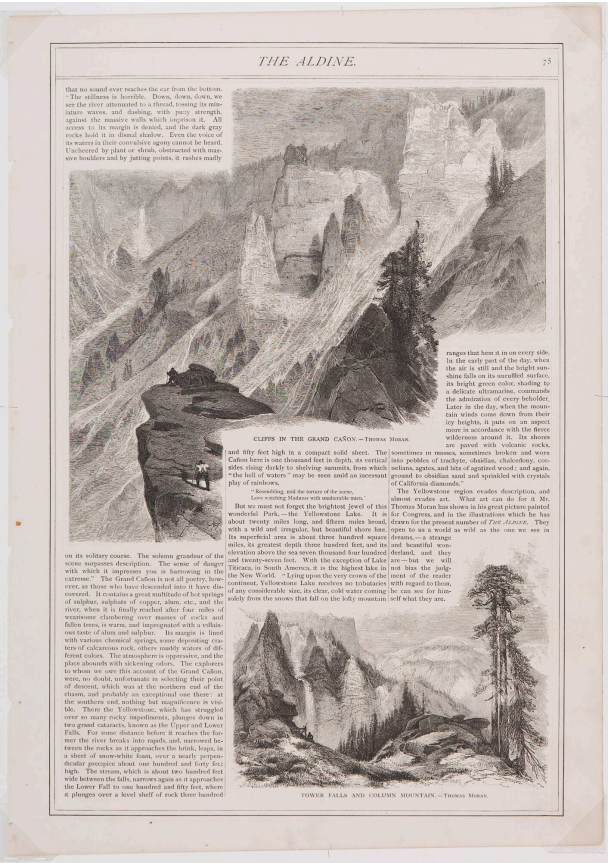 THE ALDINE.
75
that no sound ever reaches the ear from the bottom.
"The stillness is horrible. Down, down, down, we
see the river attenuated to a thread, tossing its min-
iature waves, and dashing, with puny strength,
against the massive walls which imprison it. All
access to its margin is denied, and the dark gray
rocks hold it in dismal shadow. Even the voice of
its waters in their convulsive agony cannot be heard.
Uncheered by plant or shrub, obstructed with mas-
sive boulders and by jutting points, it rushes madly
CLIFFS IN THE GRAND CAÑON.—THOMAS MORAN.
on its solitary course. The solemn grandeur of the
scene surpasses description. The sense of danger
with which it impresses you is harrowing in the
extreme." The Grand Cañon is not all poetry, how-
ever, as those who have descended into it have dis-
covered. It contains a great multitude of hot springs
of sulphur, sulphate of copper, alum, etc., and the
river, when it is finally reached after four miles of
wearisome clambering over masses of rocks and
fallen trees, is warm, and impregnated with a villain-
ous taste of alum and sulphur. Its margin is lined
with various chemical springs, some depositing cra-
ters of calcareous rock, others muddy waters of dif-
ferent colors. The atmosphere is oppressive, and the
place abounds with sickening odors. The explorers
to whom we owe this account of the Grand Cañon,
were, no doubt, unfortunate in selecting their point
of descent, which was at the northern end of the
chasm, and probably an exceptional one there: at
the southern end, nothing but magnificence is visi-
ble. There the Yellowstone, which has struggled
over so many rocky impediments, plunges down in
two grand cataracts, known as the Upper and Lower
Falls. For some distance before it reaches the for-
mer the river breaks into rapids, and, narrowed be-
tween the rocks as it approaches the brink, leaps, in
a sheet of snow-white foam, over a nearly perpen-
dicular precipice about one hundred and forty feet
high. The stream, which is about two hundred feet
wide between the falls, narrows again as it approaches
the Lower Fall to one hundred and fifty feet, where
it plunges over a level shelf of rock three hundred
and fifty feet high in a compact solid sheet. The
Cañon here is one thousand feet in depth, its vertical
sides rising darkly to shelving summits, from which
"the hell of waters" may be seen amid an incessant
play of rainbows,
"Resembling, 'mid the torture of the scene,
Love watching Madness with unalterable mien."
But we must not forget the brightest jewel of this
wonderful Park,—the Yellowstone Lake. It is
about twenty miles long, and fifteen miles broad,
with a wild and irregular, but beautiful shore line.
Its superficial area is about three hundred square
miles, its greatest depth three hundred feet, and its
elevation above the sea seven thousand four hundred
and twenty-seven feet. With the exception of Lake
Titicaca, in South America, it is the highest lake in
the New World. "Lying upon the very crown of the
continent, Yellowstone Lake receives no tributaries
of any considerable size, its clear, cold water coming
solely from the snows that fall on the lofty mountain
ranges that hem it in on every side.
In the early part of the day, when
the air is still and the bright sun-
shine falls on its unruffled surface,
its bright green color, shading to
a delicate ultramarine, commands
the admiration of every beholder.
Later in the day, when the moun-
tain winds come down from their
icy heights, it puts on an aspect
more in accordance with the fierce
wilderness around it. Its shores
are paved with volcanic rocks,
sometimes in masses, sometimes broken and worn
into pebbles of trachyte, obsidian, chalcedony, cor-
nelians, agates, and bits of agatized wood; and again,
ground to obsidian sand and sprinkled with crystals
of California diamonds."
The Yellowstone region evades description, and
almost evades art. What art can do for it Mr.
Thomas Moran has shown in his great picture painted
for Congress, and in the illustrations which he has
drawn for the present number of THE ALDINE. They
open to us a world as wild as the one we see in
dreams,—a strange
and beautiful won-
derland, and they
are—but we will
not bias the judg-
ment of the reader
with regard to them,
he can see for him-
self what they are.
TOWER FALLS AND COLUMN MOUNTAIN.—THOMAS MORAN.